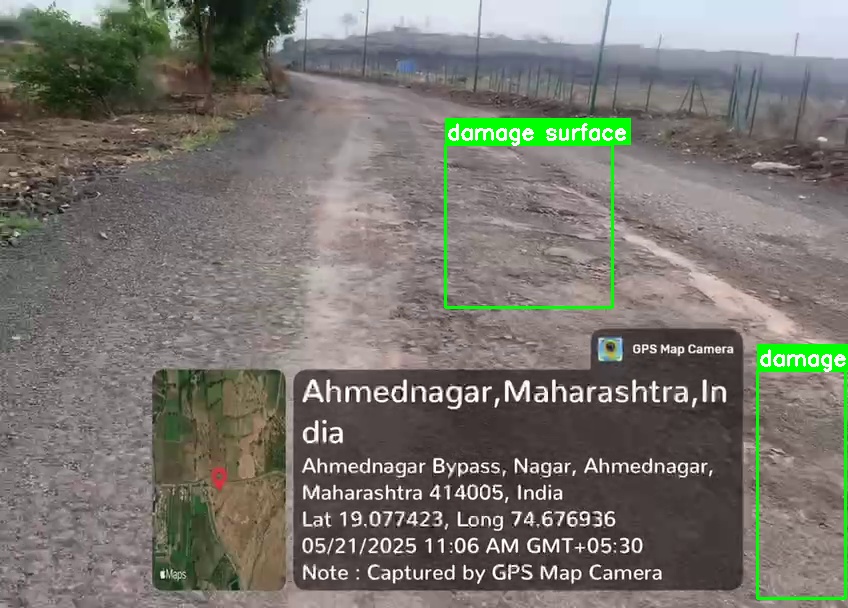 damage surface
GPS Map Camera
damage
Ahmednagar,Maharashtra,In
dia
Ahmednagar Bypass, Nagar, Ahmednagar,
Maharashtra 414005, India
Lat 19.077423, Long 74.676936
05/21/2025 11:06 AM GMT+05:30
Note : Captured by GPS Map Camera
Maps